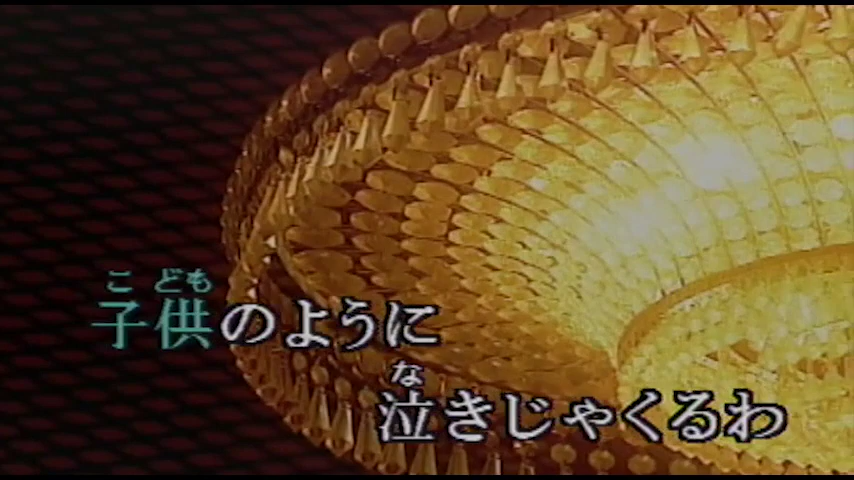 こども
子供のように
な
泣きじゃくるわ